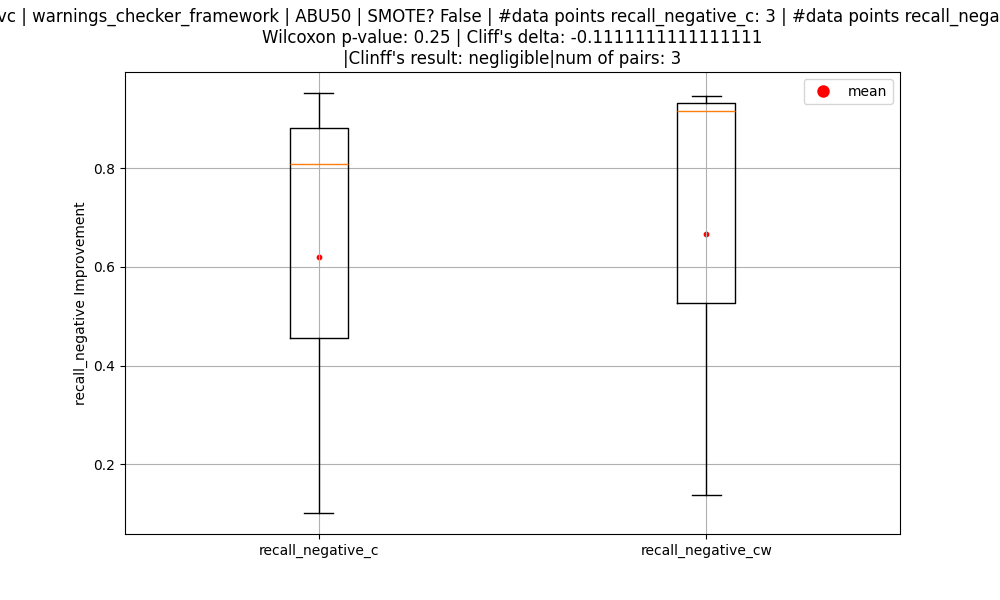 vc | warnings_checker_framework | ABU50 | SMOTE? False | #data points recall_negative_c: 3 | #data points recall_nega
Wilcoxon p-value: 0.25 | Cliff's delta: -0.1111111111111111
|Clinff's result: negligible|num of pairs: 3
mean
0.8
0.6
0.4
0.2
recall_negative Improvement
recall_negative_c
recall_negative_cw